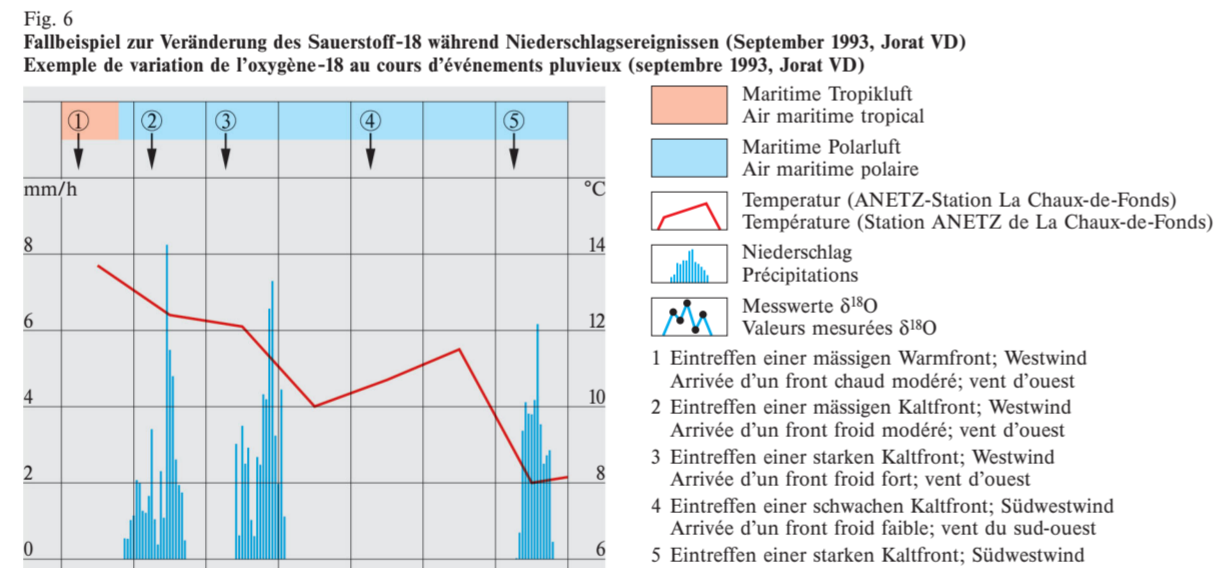 Fig. 6
Fallbeispiel zur Veränderung des Sauerstoff-18 während Niederschlagsereignissen (September 1993, Jorat VD)
Exemple de variation de l'oxygène-18 au cours d'événements pluvieux (septembre 1993, Jorat VD)
① ② ③ ④ ⑤
mm/h °C
8 14
6 12
4 10
2 8
0 6
Maritime Tropikluft
Air maritime tropical
Maritime Polarluft
Air maritime polaire
Temperatur (ANETZ-Station La Chaux-de-Fonds)
Température (Station ANETZ de La Chaux-de-Fonds)
Niederschlag
Précipitations
Messwerte δ¹⁸O
Valeurs mesurées δ¹⁸O
1 Eintreffen einer mässigen Warmfront; Westwind
Arrivée d'un front chaud modéré; vent d'ouest
2 Eintreffen einer mässigen Kaltfront; Westwind
Arrivée d'un front froid modéré; vent d'ouest
3 Eintreffen einer starken Kaltfront; Westwind
Arrivée d'un front froid fort; vent d'ouest
4 Eintreffen einer schwachen Kaltfront; Südwestwind
Arrivée d'un front froid faible; vent du sud-ouest
5 Eintreffen einer starken Kaltfront; Südwestwind